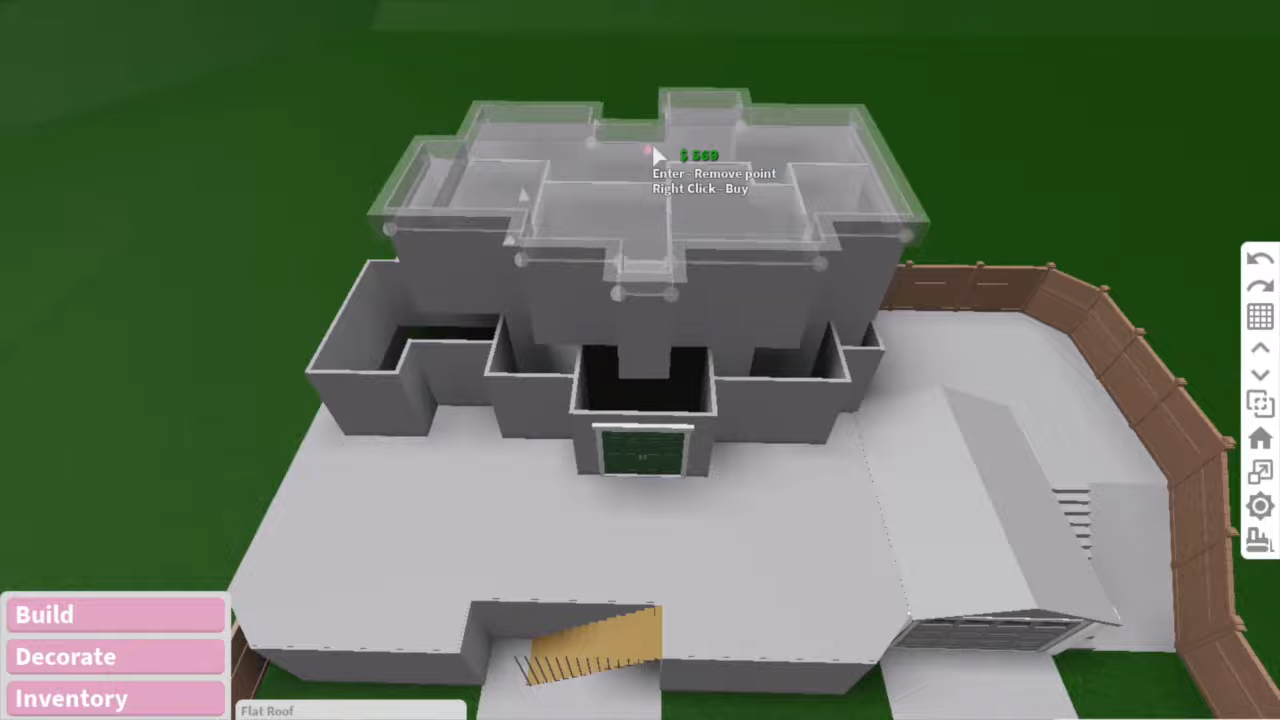 $ 569
Enter - Remove point
Right Click - Buy
Build
Decorate
Inventory
Flat Roof